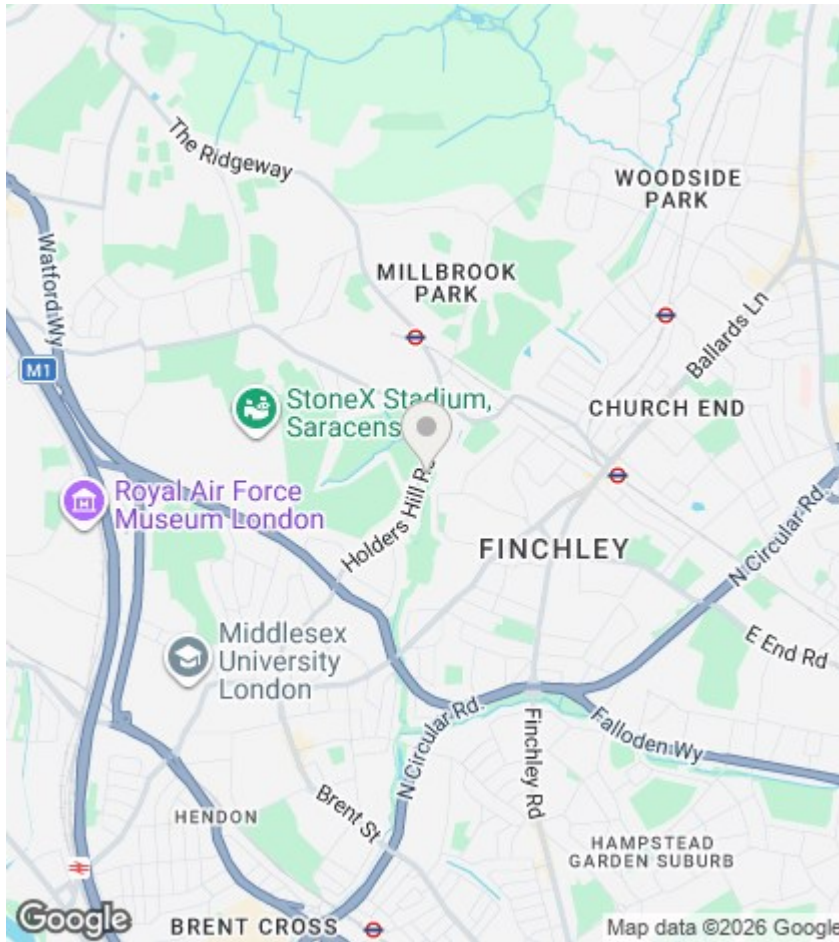 The Ridgeway
WOODSIDE
PARK
Watford Wy
MILLBROOK
PARK
Ballards Ln
M1
StoneX Stadium,
Saracens
CHURCH END
Royal Air Force
Museum London
Holders Hill Rd
FINCHLEY
N Circular Rd
Middlesex
University
London
E End Rd
N Circular Rd
Finchley Rd
Falloden Wy
Brent St
HENDON
HAMPSTEAD
GARDEN SUBURB
Google
BRENT CROSS
Map data ©2026 Google